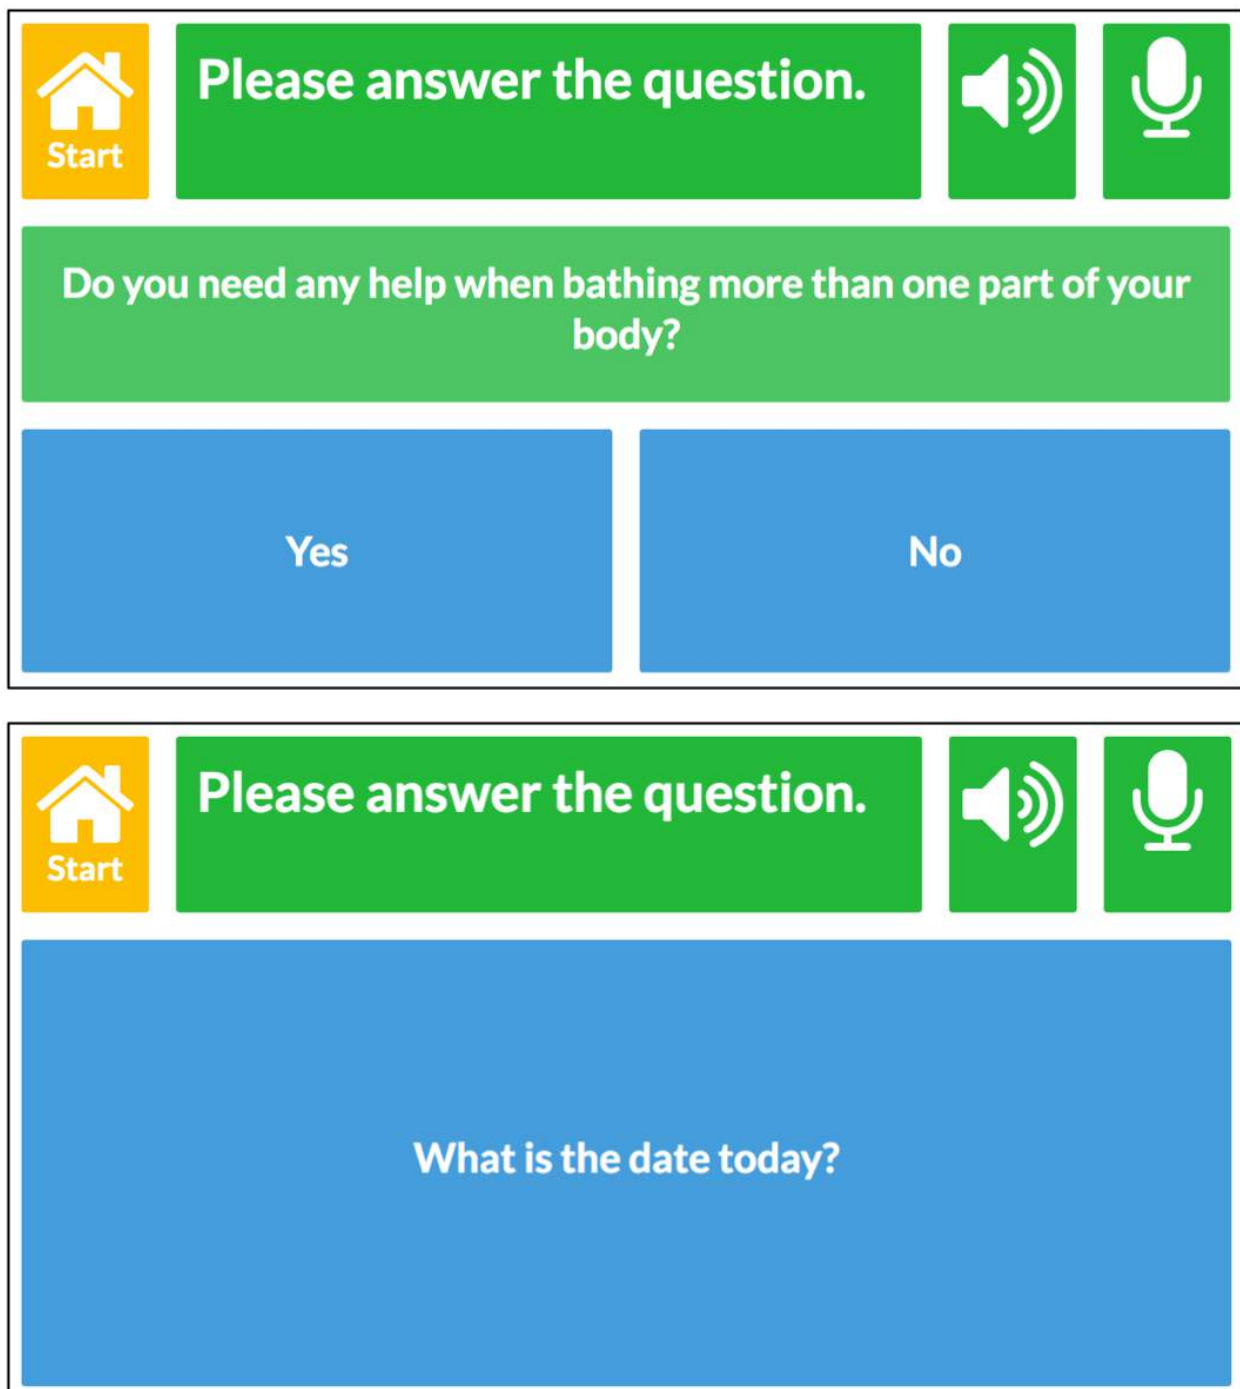 Please answer the question.
Start
Do you need any help when bathing more than one part of your
body?
Yes
No
Please answer the question.
Start
What is the date today?